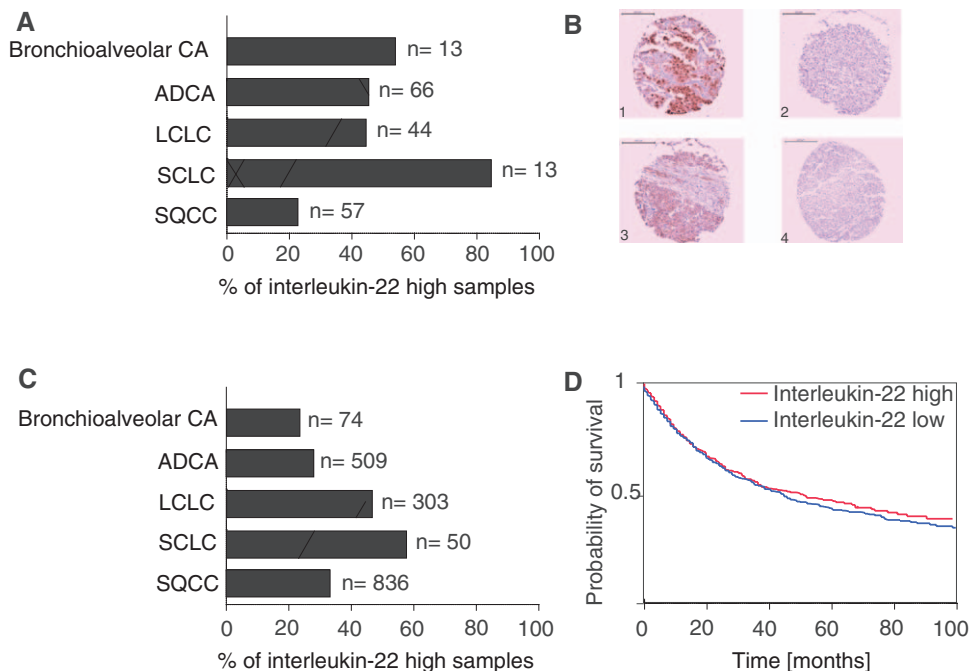 A
Bronchioalveolar CA
n= 13
ADCA
n= 66
LCLC
n= 44
SCLC
n= 13
SQCC
n= 57
0 20 40 60 80 100
% of interleukin-22 high samples
B
1
2
3
4
C
Bronchioalveolar CA
n= 74
ADCA
n= 509
LCLC
n= 303
SCLC
n= 50
SQCC
n= 836
0 20 40 60 80 100
% of interleukin-22 high samples
D
Probability of survival
1
0.5
Interleukin-22 high
Interleukin-22 low
0 20 40 60 80 100
Time [months]